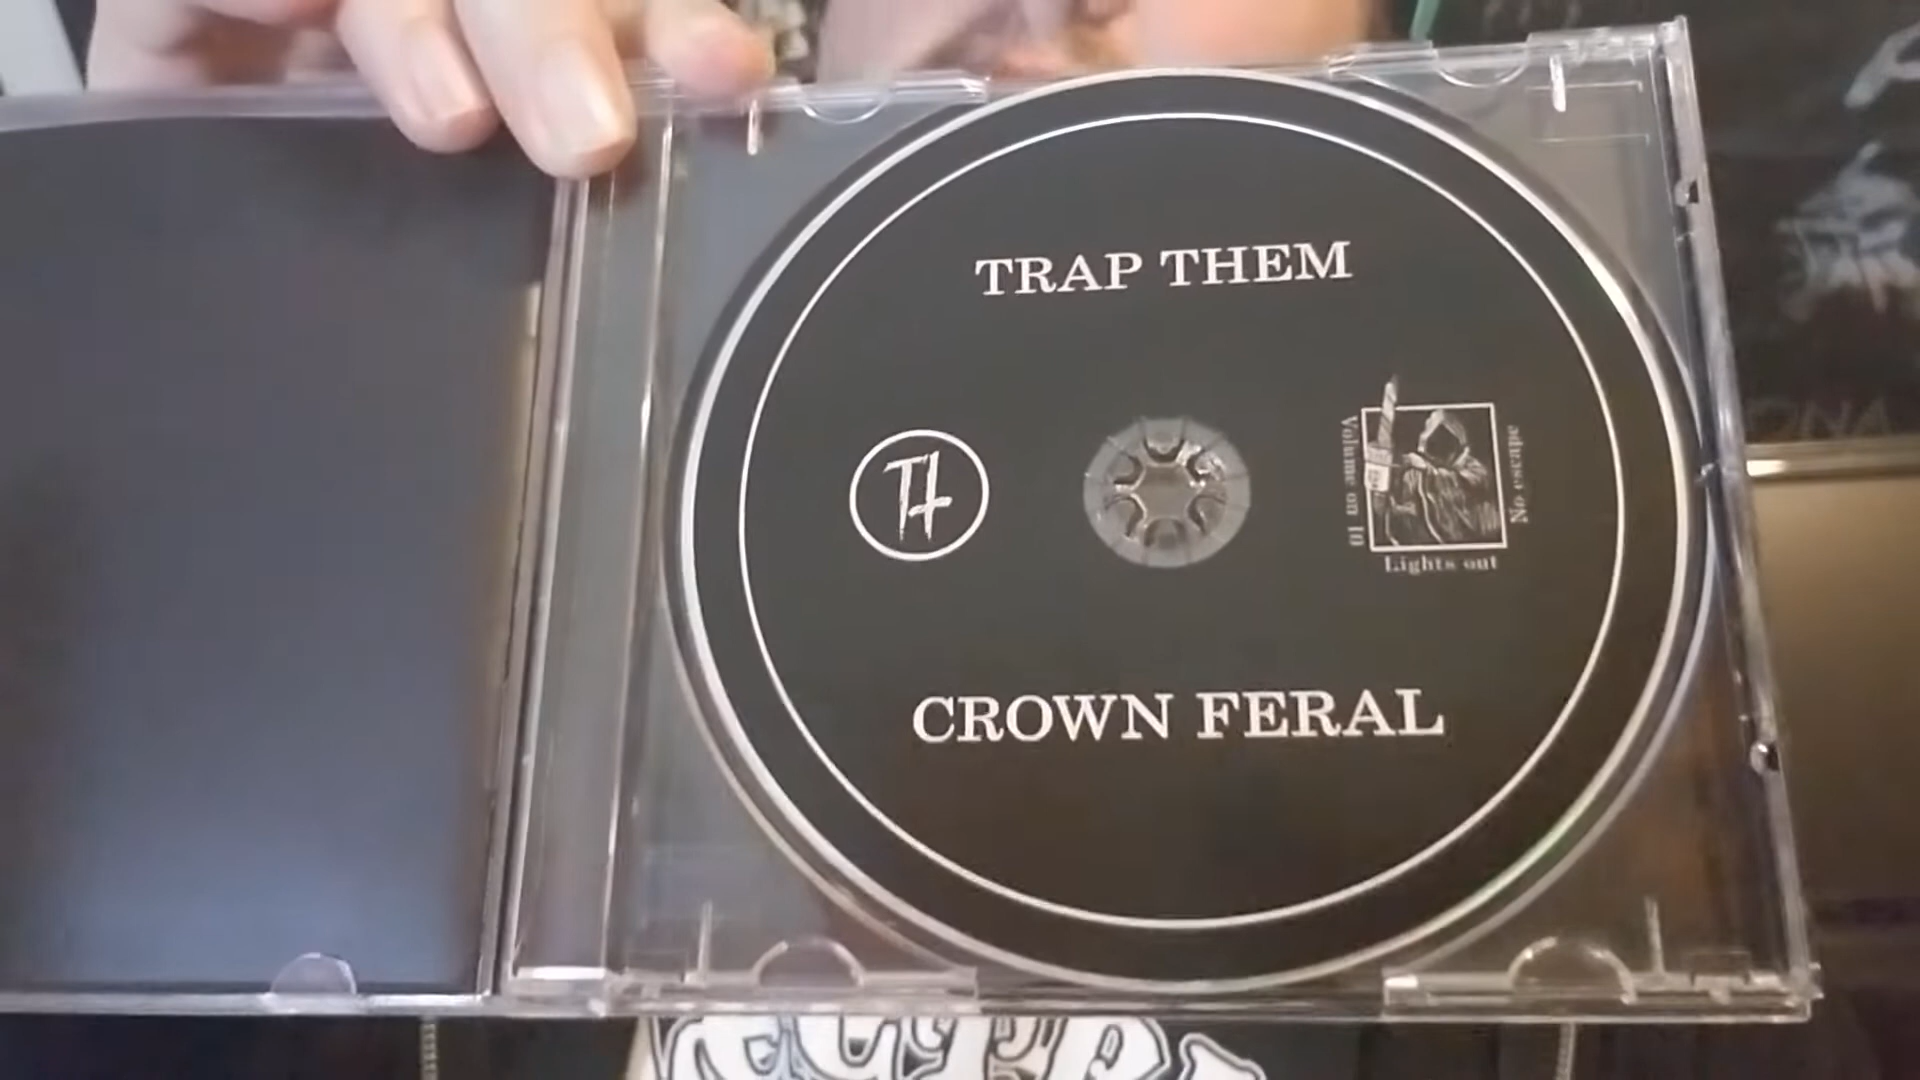 TRAP THEM
TH
Volume on 10
No escape
Lights out
CROWN FERAL